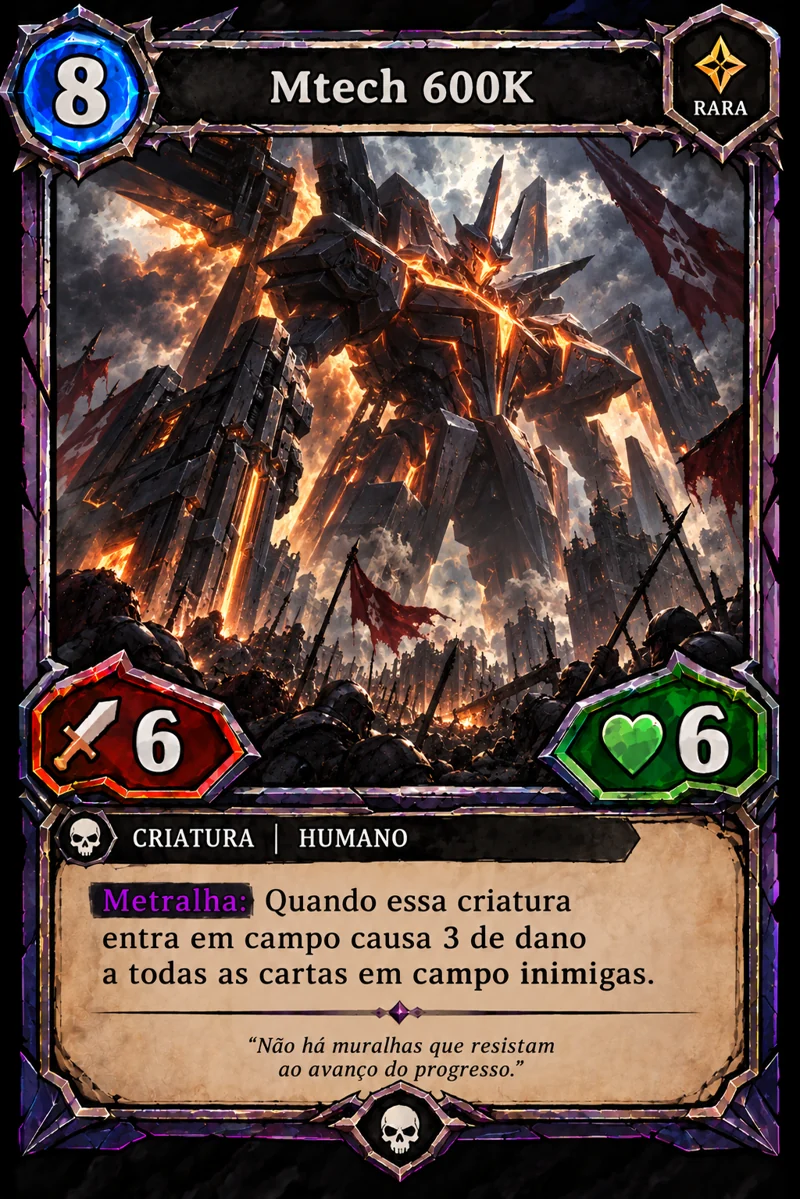 8
Mtech 600K
RARA
6
6
CRIATURA | HUMANO
Metralha: Quando essa criatura
entra em campo causa 3 de dano
a todas as cartas em campo inimigas.
“Não há muralhas que resistam
ao avanço do progresso.”